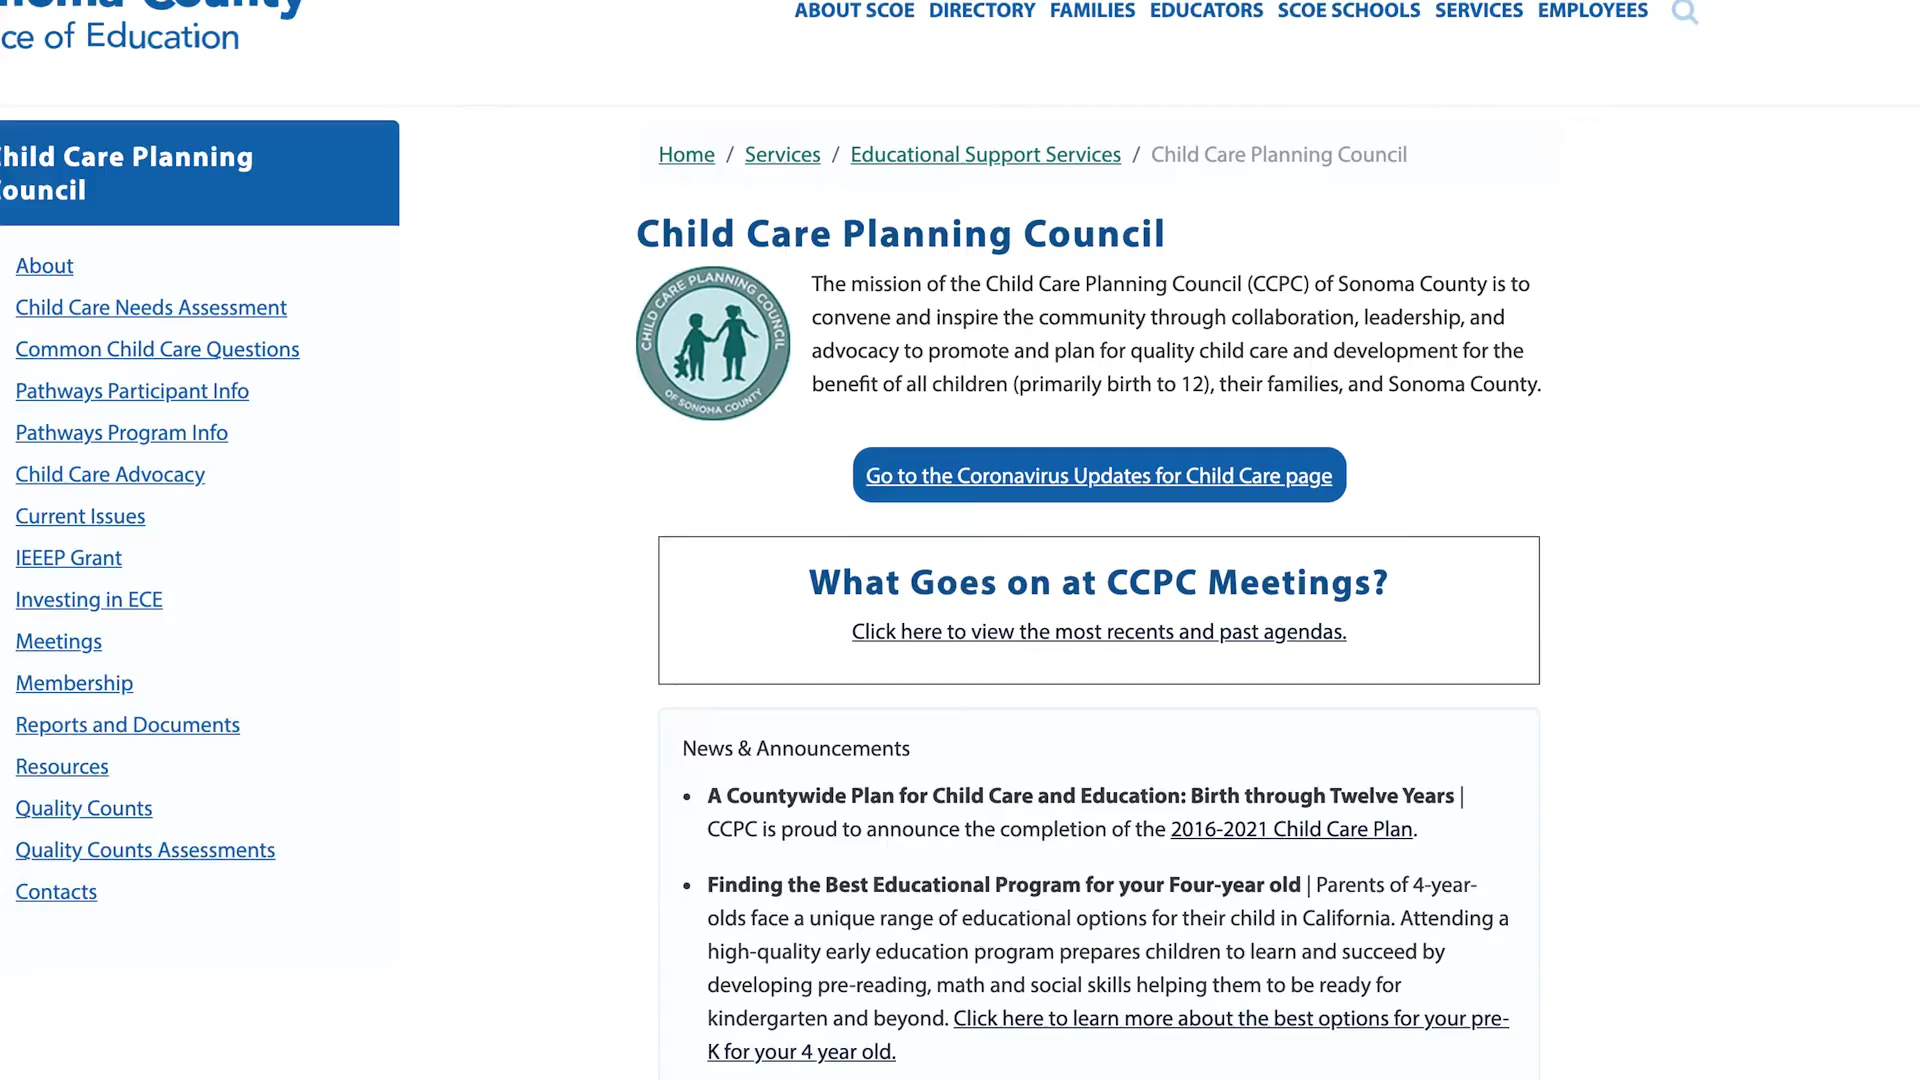 ce of Education
ABOUT SCOE DIRECTORY FAMILIES EDUCATORS SCOE SCHOOLS SERVICES EMPLOYEES
Child Care Planning
Council
About
Child Care Needs Assessment
Common Child Care Questions
Pathways Participant Info
Pathways Program Info
Child Care Advocacy
Current Issues
IEEEP Grant
Investing in ECE
Meetings
Membership
Reports and Documents
Resources
Quality Counts
Quality Counts Assessments
Contacts
Home / Services / Educational Support Services / Child Care Planning Council
Child Care Planning Council
CHILD CARE PLANNING COUNCIL
OF SONOMA COUNTY
The mission of the Child Care Planning Council (CCPC) of Sonoma County is to
convene and inspire the community through collaboration, leadership, and
advocacy to promote and plan for quality child care and development for the
benefit of all children (primarily birth to 12), their families, and Sonoma County.
Go to the Coronavirus Updates for Child Care page
What Goes on at CCPC Meetings?
Click here to view the most recents and past agendas.
News & Announcements
• A Countywide Plan for Child Care and Education: Birth through Twelve Years |
CCPC is proud to announce the completion of the 2016-2021 Child Care Plan.
• Finding the Best Educational Program for your Four-year old | Parents of 4-year-
olds face a unique range of educational options for their child in California. Attending a
high-quality early education program prepares children to learn and succeed by
developing pre-reading, math and social skills helping them to be ready for
kindergarten and beyond. Click here to learn more about the best options for your pre-
K for your 4 year old.